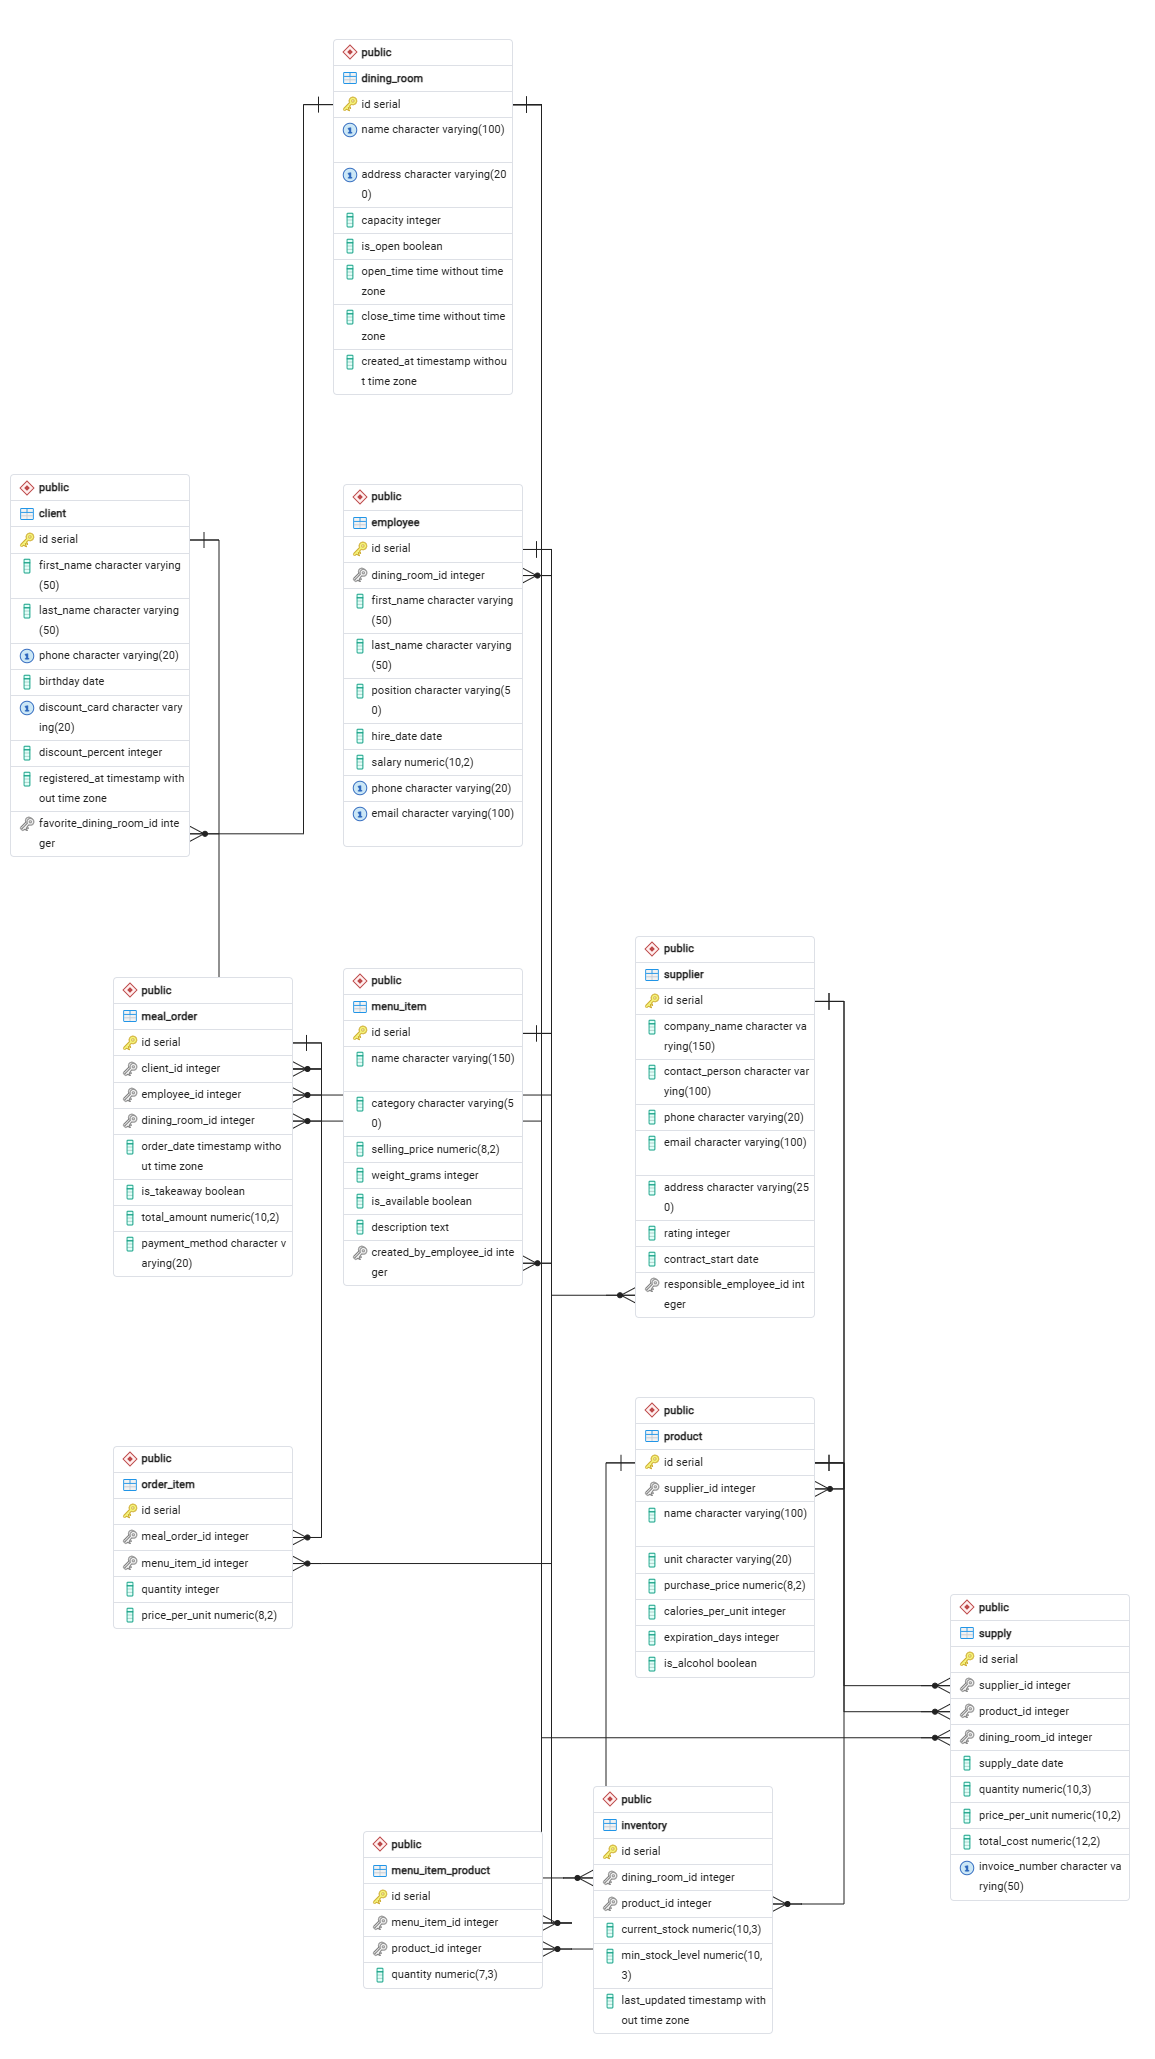 public
dining_room
id serial
name character varying(100)
address character varying(20
0)
capacity integer
is_open boolean
open_time time without time
zone
close_time time without time
zone
created_at timestamp withou
t time zone
public
client
id serial
first_name character varying
(50)
last_name character varying
(50)
phone character varying(20)
birthday date
discount_card character vary
ing(20)
discount_percent integer
registered_at timestamp with
out time zone
favorite_dining_room_id inte
ger
public
employee
id serial
dining_room_id integer
first_name character varying
(50)
last_name character varying
(50)
position character varying(5
0)
hire_date date
salary numeric(10,2)
phone character varying(20)
email character varying(100)
public
meal_order
id serial
client_id integer
employee_id integer
dining_room_id integer
order_date timestamp witho
ut time zone
is_takeaway boolean
total_amount numeric(10,2)
payment_method character v
arying(20)
public
menu_item
id serial
name character varying(150)
category character varying(5
0)
selling_price numeric(8,2)
weight_grams integer
is_available boolean
description text
created_by_employee_id inte
ger
public
supplier
id serial
company_name character va
rying(150)
contact_person character var
ying(100)
phone character varying(20)
email character varying(100)
address character varying(25
0)
rating integer
contract_start date
responsible_employee_id int
eger
public
order_item
id serial
meal_order_id integer
menu_item_id integer
quantity integer
price_per_unit numeric(8,2)
public
product
id serial
supplier_id integer
name character varying(100)
unit character varying(20)
purchase_price numeric(8,2)
calories_per_unit integer
expiration_days integer
is_alcohol boolean
public
supply
id serial
supplier_id integer
product_id integer
dining_room_id integer
supply_date date
quantity numeric(10,3)
price_per_unit numeric(10,2)
total_cost numeric(12,2)
invoice_number character va
rying(50)
public
menu_item_product
id serial
menu_item_id integer
product_id integer
quantity numeric(7,3)
public
inventory
id serial
dining_room_id integer
product_id integer
current_stock numeric(10,3)
min_stock_level numeric(10,
3)
last_updated timestamp with
out time zone